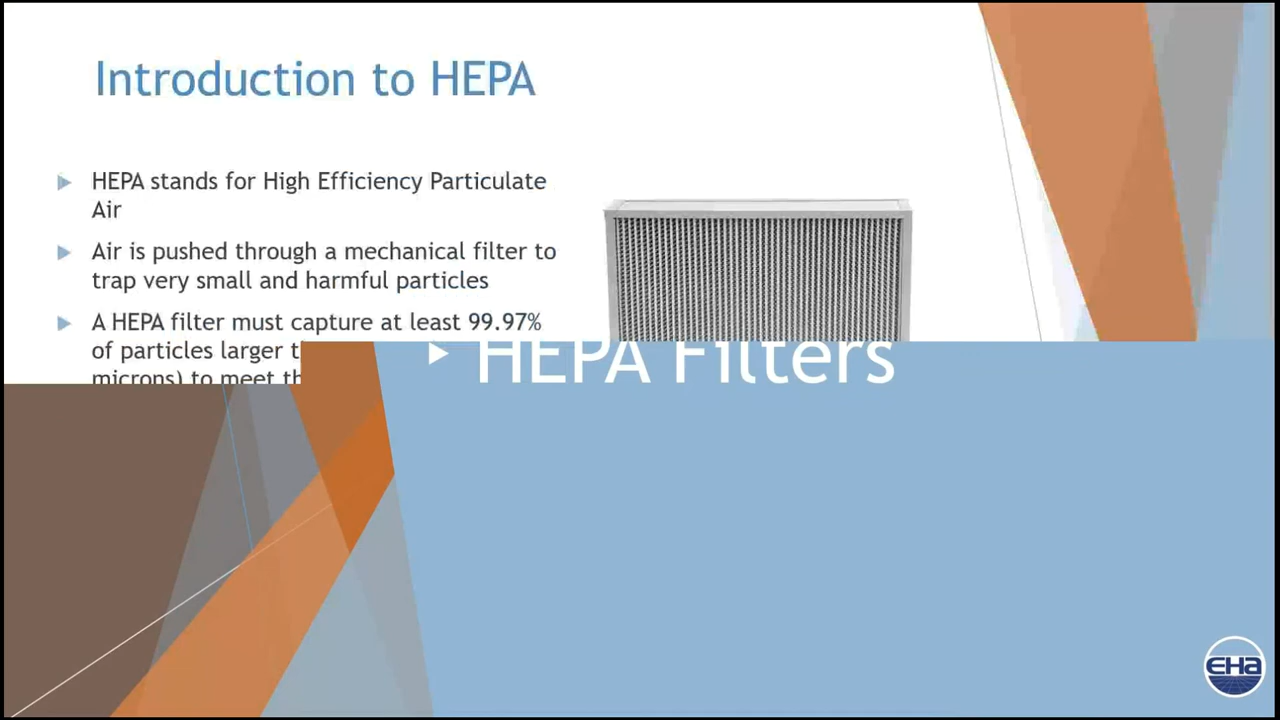 Introduction to HEPA
HEPA stands for High Efficiency Particulate
Air
Air is pushed through a mechanical filter to
trap very small and harmful particles
A HEPA filter must capture at least 99.97%
of particles larger
microns) to meet
HEPA Filters
EHa